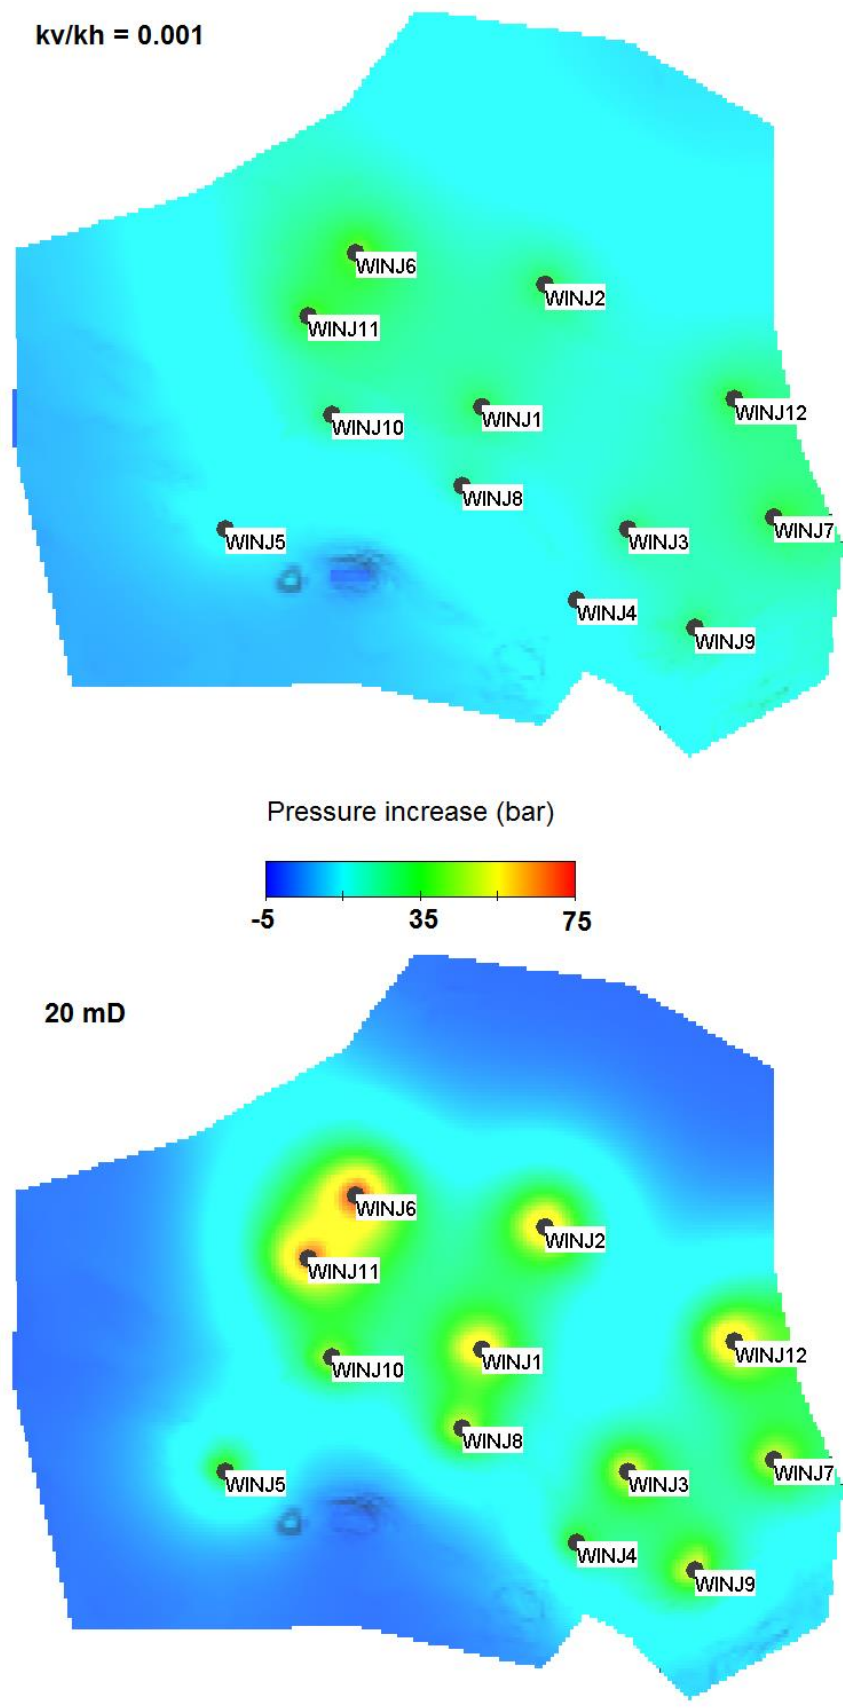 kv/kh = 0.001
WINJ6
WINJ2
WINJ11
WINJ12
WINJ10
WINJ1
WINJ8
WINJ7
WINJ5
WINJ3
WINJ4
WINJ9
Pressure increase (bar)
-5 35 75
20 mD
WINJ6
WINJ2
WINJ11
WINJ12
WINJ10
WINJ1
WINJ8
WINJ7
WINJ5
WINJ3
WINJ4
WINJ9